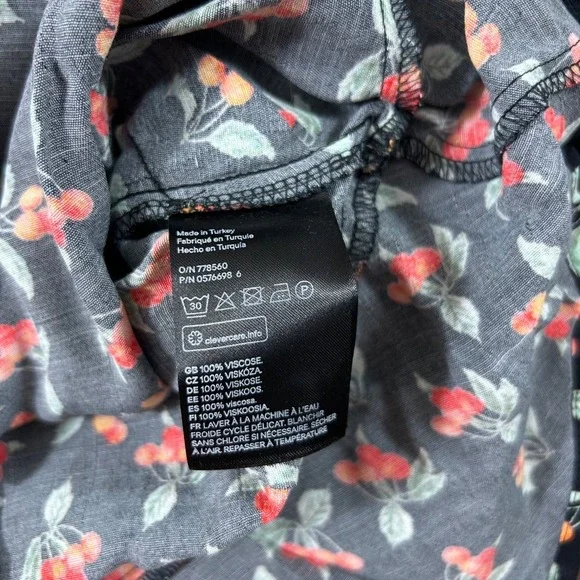 Made in Turkey
Fabriqué en Turquie
Hecho en Turquía
O/N 778560
P/N 0576698 6
30 P
clevercare.info
GB 100% VISCOSE.
CZ 100% VISKÓZA.
DE 100% VISKOSE.
EE 100% VISKOOS.
ES 100% viscosa.
FI 100% VISKOOSIA.
FR LAVER À LA MACHINE À L'EAU
FROIDE CYCLE DÉLICAT. BLANCHIR
SANS CHLORE SI NÉCESSAIRE. SÉCHER
À L'AIR. REPASSER À TEMPÉRATURE